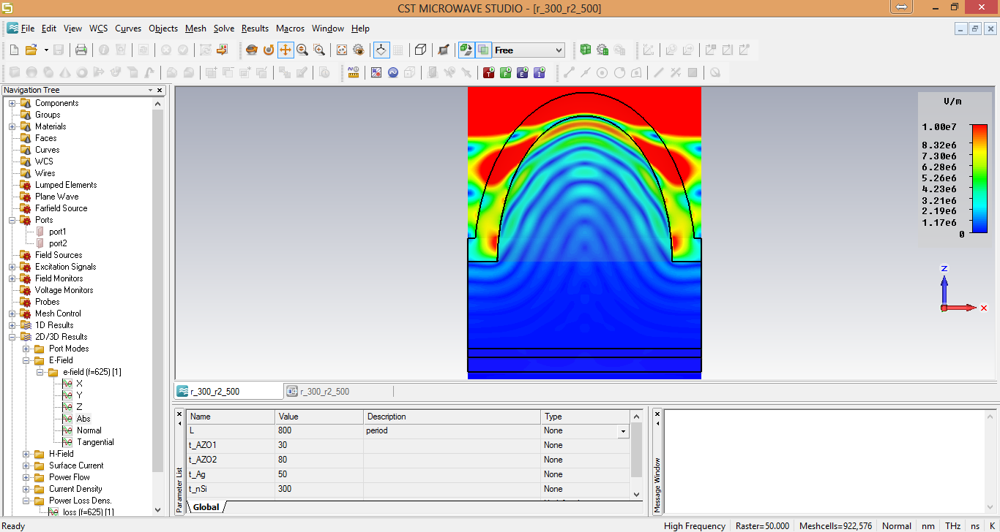 CST MICROWAVE STUDIO - [r_300_r2_500]
File Edit View WCS Curves Objects Mesh Solve Results Macros Window Help
Free
Navigation Tree
Components
Groups
Materials
Faces
Curves
WCS
Wires
Lumped Elements
Plane Wave
Farfield Source
Ports
port1
port2
Field Sources
Excitation Signals
Field Monitors
Voltage Monitors
Probes
Mesh Control
1D Results
2D/3D Results
Port Modes
E-Field
e-field (f=625) [1]
X
Y
Z
Abs
Normal
Tangential
H-Field
Surface Current
Power Flow
Current Density
Power Loss Dens.
loss (f=625) [1]
V/m
1.00e7
8.32e6
7.30e6
6.28e6
5.26e6
4.23e6
3.21e6
2.19e6
1.17e6
0
Z
X
r_300_r2_500 r_300_r2_500
Parameter List
Name Value Description Type
L 800 period None
t_AZO1 30 None
t_AZO2 80 None
t_Ag 50 None
t_nSi 300 None
Global
Message Window
Ready High Frequency Raster=50.000 Meshcells=922,576 Normal nm THz ns K